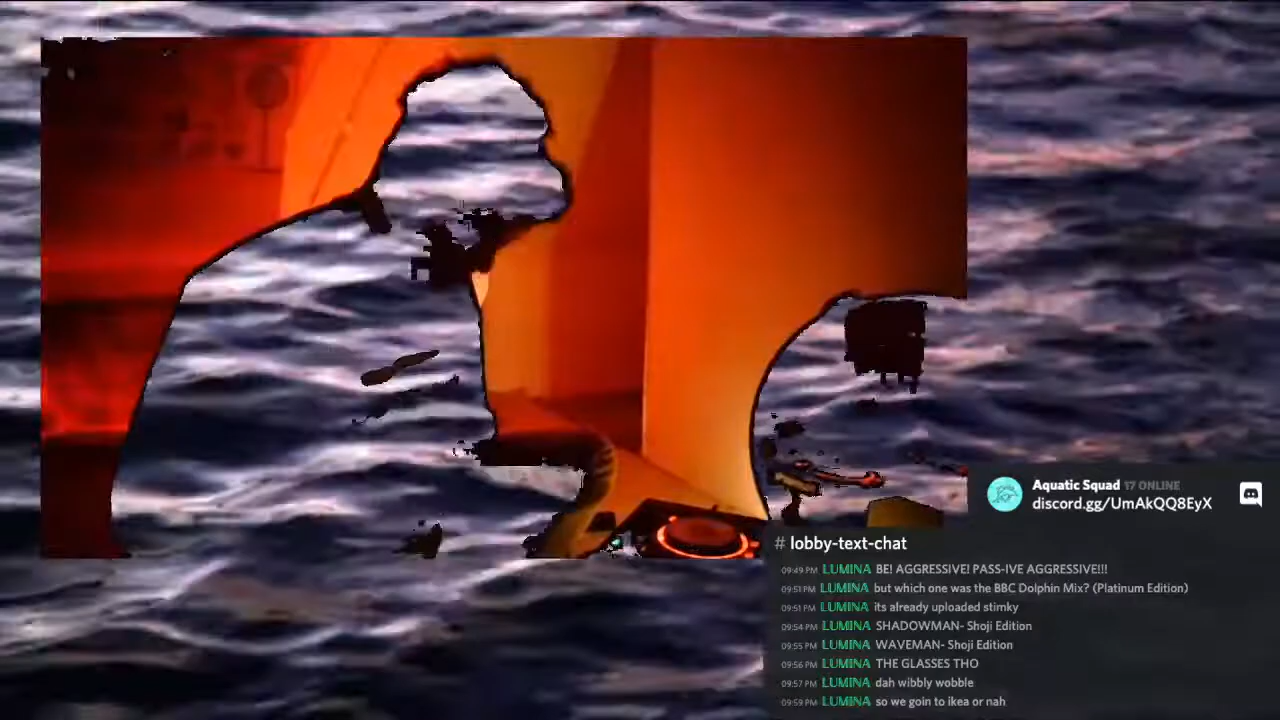 Aquatic Squad 17 ONLINE
discord.gg/UmAkQQ8EyX
# lobby-text-chat
09:49 PM LUMINA BE! AGGRESSIVE! PASS-IVE AGGRESSIVE!!!
09:51 PM LUMINA but which one was the BBC Dolphin Mix? (Platinum Edition)
09:51 PM LUMINA its already uploaded stimky
09:54 PM LUMINA SHADOWMAN- Shoji Edition
09:55 PM LUMINA WAVEMAN- Shoji Edition
09:56 PM LUMINA THE GLASSES THO
09:57 PM LUMINA dah wibbly wobble
09:59 PM LUMINA so we goin to ikea or nah